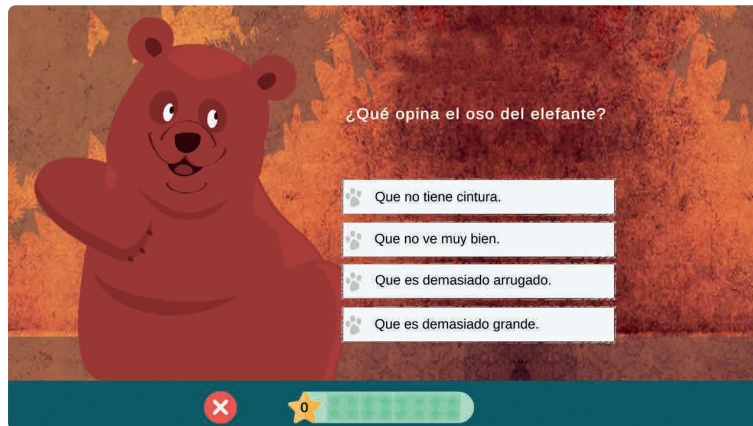 ¿Qué opina el oso del elefante?
Que no tiene cintura.
Que no ve muy bien.
Que es demasiado arrugado.
Que es demasiado grande.
0